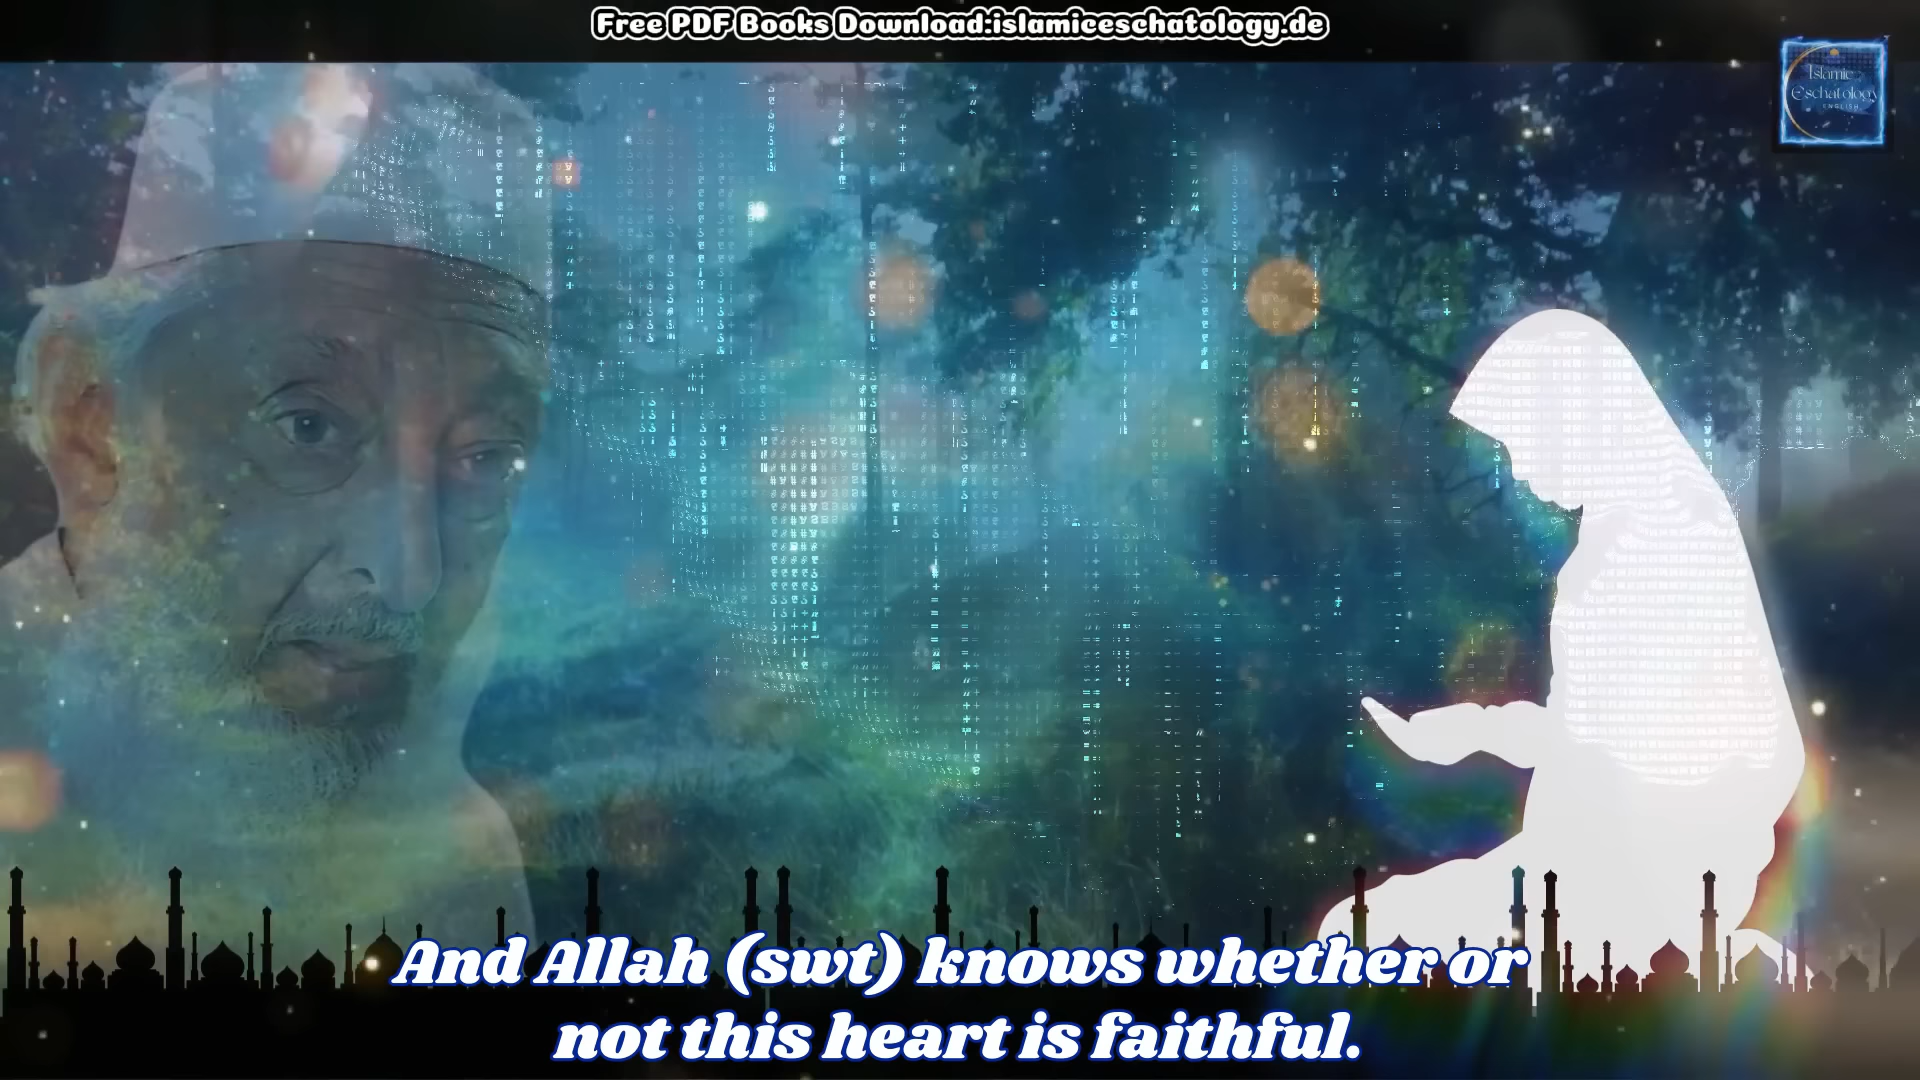 Free PDF Books Download:islamiceschatology.de
Islamic
Eschatology
ENGLISH
And Allah (swt) knows whether or
not this heart is faithful.